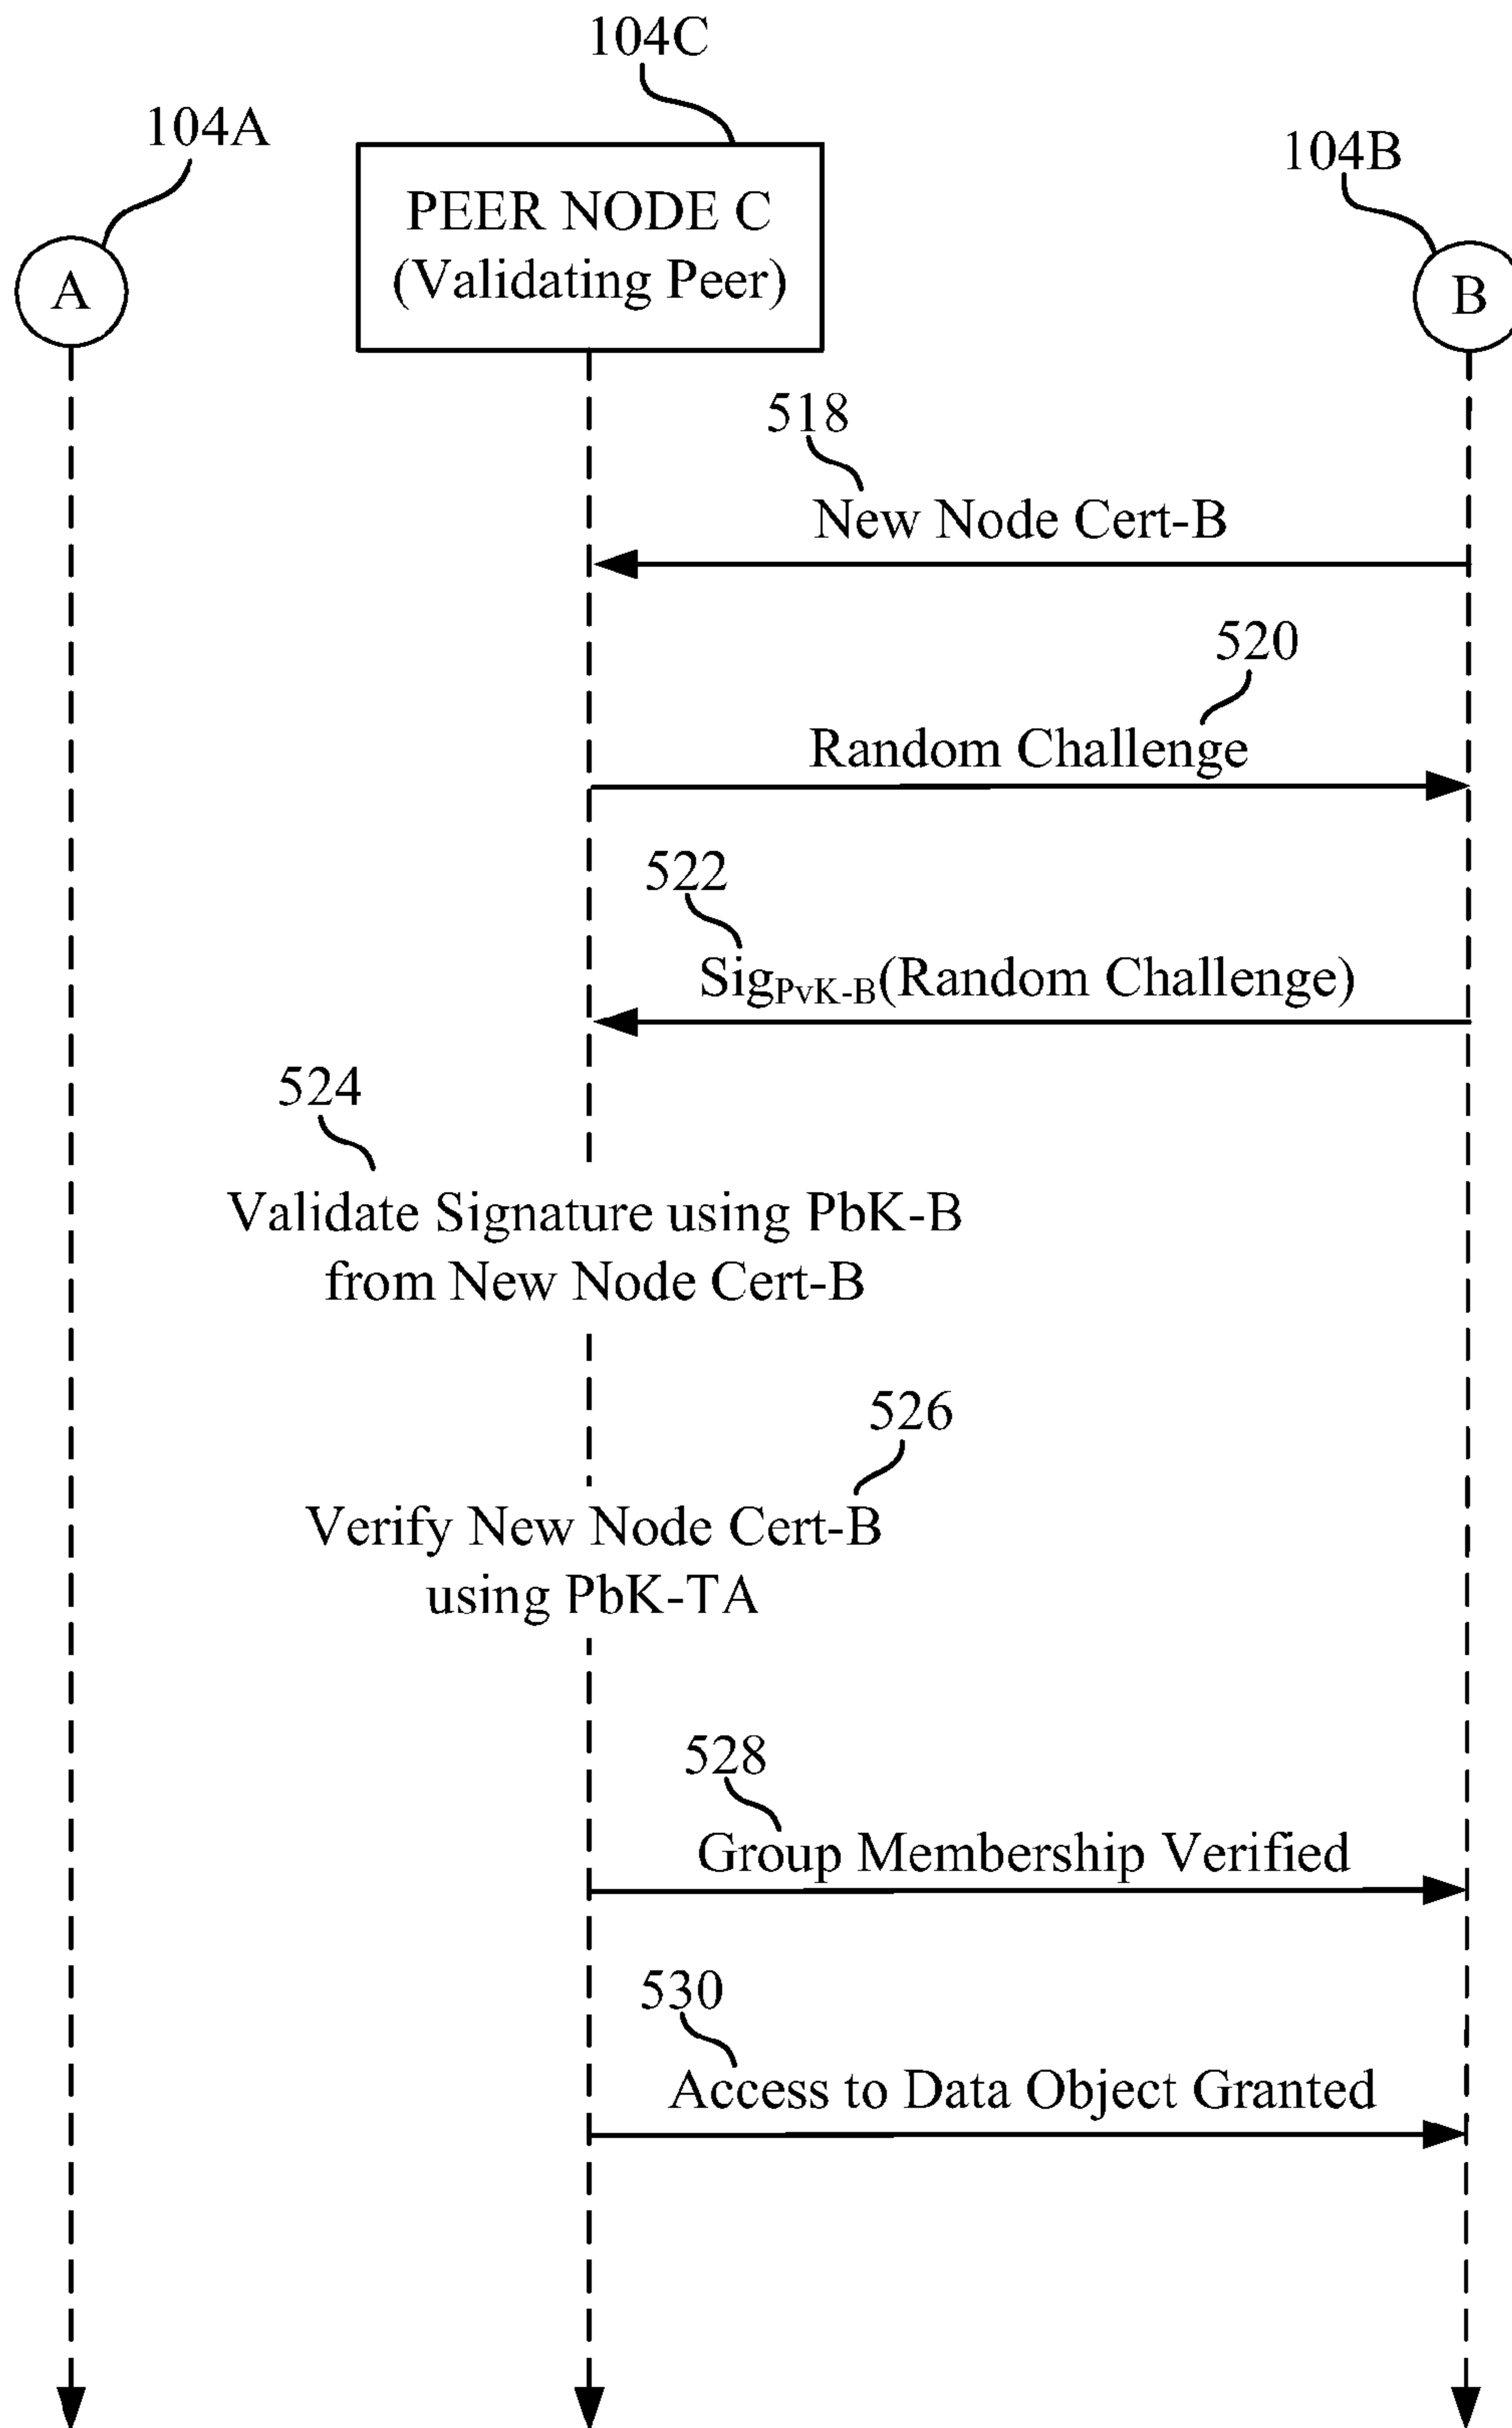 104C
104A
104B
PEER NODE C
(Validating Peer)
A
B
518
New Node Cert-B
520
Random Challenge
522
SigPvK-B(Random Challenge)
524
Validate Signature using PbK-B
from New Node Cert-B
526
Verify New Node Cert-B
using PbK-TA
528
Group Membership Verified
530
Access to Data Object Granted